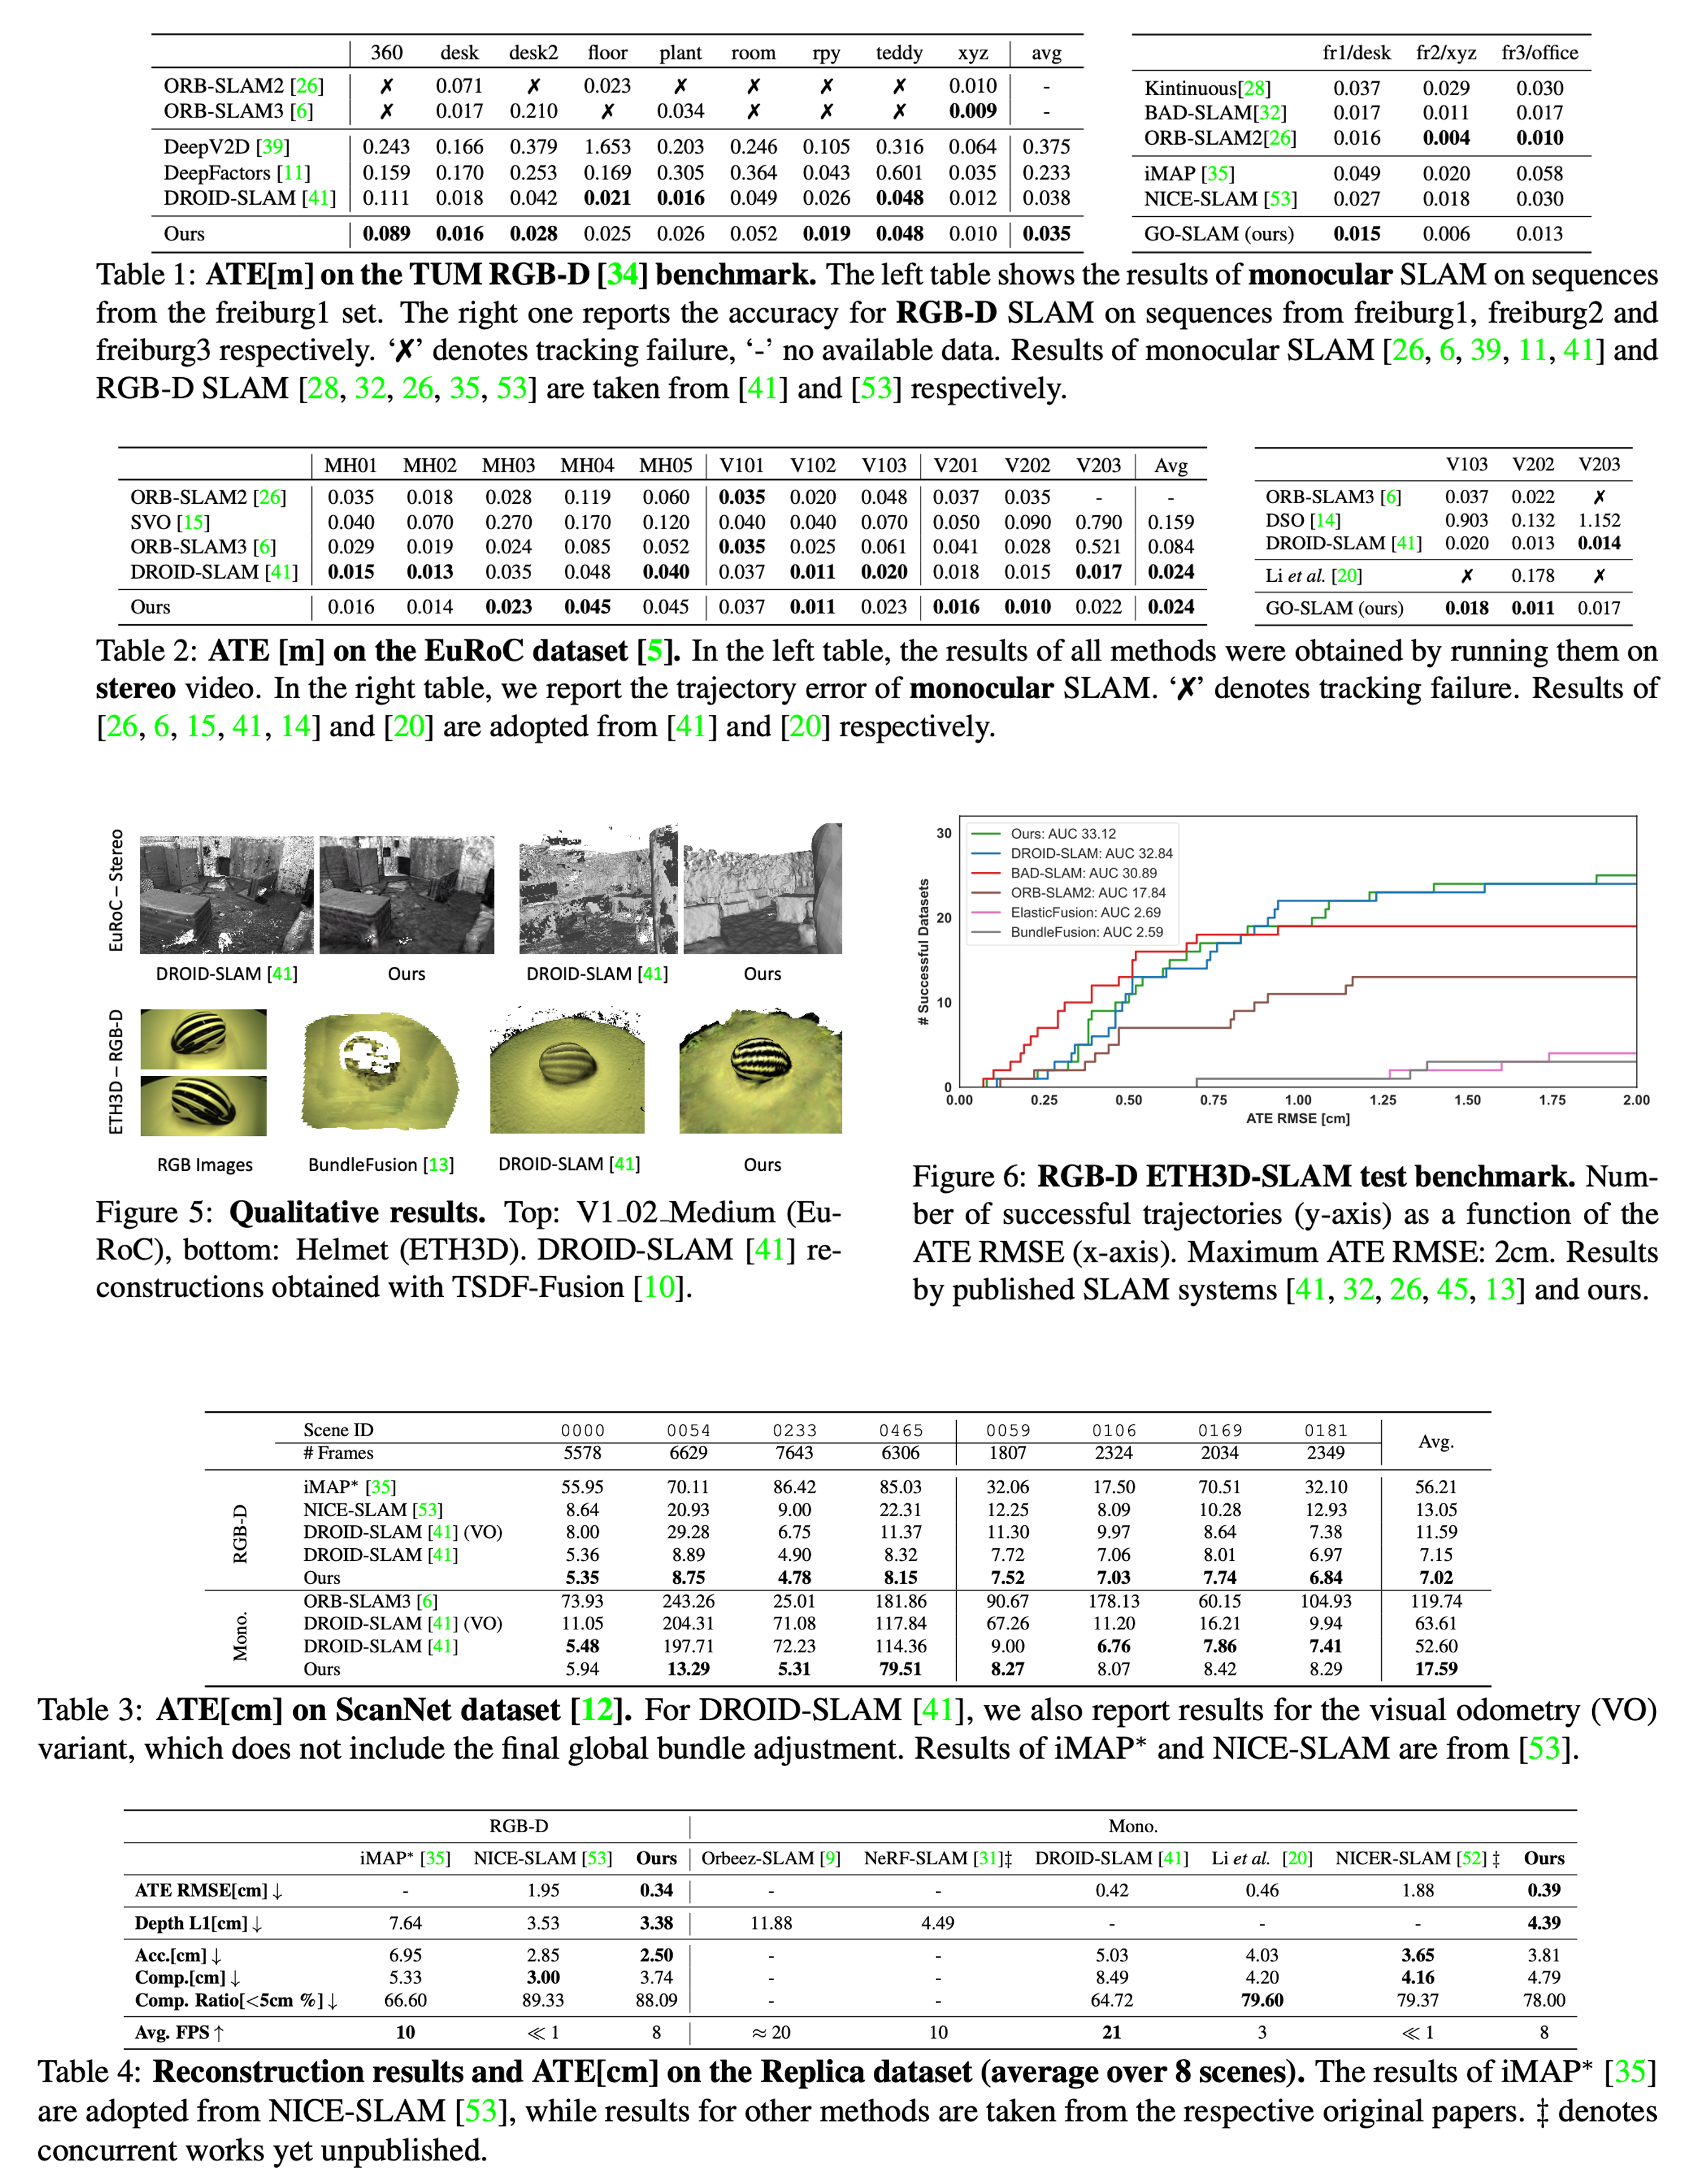 360 desk desk2 floor plant room rpy teddy xyz avg
ORB-SLAM2 [26] ✗ 0.071 ✗ 0.023 ✗ ✗ ✗ ✗ 0.010 -
ORB-SLAM3 [6] ✗ 0.017 0.210 ✗ 0.034 ✗ ✗ ✗ 0.009 -
DeepV2D [39] 0.243 0.166 0.379 1.653 0.203 0.246 0.105 0.316 0.064 0.375
DeepFactors [11] 0.159 0.170 0.253 0.169 0.305 0.364 0.043 0.601 0.035 0.233
DROID-SLAM [41] 0.111 0.018 0.042 0.021 0.016 0.049 0.026 0.048 0.012 0.038
Ours 0.089 0.016 0.028 0.025 0.026 0.052 0.019 0.048 0.010 0.035
fr1/desk fr2/xyz fr3/office
Kintinuous[28] 0.037 0.029 0.030
BAD-SLAM[32] 0.017 0.011 0.017
ORB-SLAM2[26] 0.016 0.004 0.010
iMAP [35] 0.049 0.020 0.058
NICE-SLAM [53] 0.027 0.018 0.030
GO-SLAM (ours) 0.015 0.006 0.013
Table 1: ATE[m] on the TUM RGB-D [34] benchmark. The left table shows the results of monocular SLAM on sequences
from the freiburg1 set. The right one reports the accuracy for RGB-D SLAM on sequences from freiburg1, freiburg2 and
freiburg3 respectively. ‘✗’ denotes tracking failure, ‘-’ no available data. Results of monocular SLAM [26, 6, 39, 11, 41] and
RGB-D SLAM [28, 32, 26, 35, 53] are taken from [41] and [53] respectively.
MH01 MH02 MH03 MH04 MH05 V101 V102 V103 V201 V202 V203 Avg
ORB-SLAM2 [26] 0.035 0.018 0.028 0.119 0.060 0.035 0.020 0.048 0.037 0.035 - -
SVO [15] 0.040 0.070 0.270 0.170 0.120 0.040 0.040 0.070 0.050 0.090 0.790 0.159
ORB-SLAM3 [6] 0.029 0.019 0.024 0.085 0.052 0.035 0.025 0.061 0.041 0.028 0.521 0.084
DROID-SLAM [41] 0.015 0.013 0.035 0.048 0.040 0.037 0.011 0.020 0.018 0.015 0.017 0.024
Ours 0.016 0.014 0.023 0.045 0.045 0.037 0.011 0.023 0.016 0.010 0.022 0.024
V103 V202 V203
ORB-SLAM3 [6] 0.037 0.022 ✗
DSO [14] 0.903 0.132 1.152
DROID-SLAM [41] 0.020 0.013 0.014
Li et al. [20] ✗ 0.178 ✗
GO-SLAM (ours) 0.018 0.011 0.017
Table 2: ATE [m] on the EuRoC dataset [5]. In the left table, the results of all methods were obtained by running them on
stereo video. In the right table, we report the trajectory error of monocular SLAM. ‘✗’ denotes tracking failure. Results of
[26, 6, 15, 41, 14] and [20] are adopted from [41] and [20] respectively.
EuRoC – Stereo
DROID-SLAM [41] Ours DROID-SLAM [41] Ours
ETH3D – RGB-D
RGB Images BundleFusion [13] DROID-SLAM [41] Ours
Figure 5: Qualitative results. Top: V1_02_Medium (Eu-
RoC), bottom: Helmet (ETH3D). DROID-SLAM [41] re-
constructions obtained with TSDF-Fusion [10].
# Successful Datasets
30
20
10
0
Ours: AUC 33.12
DROID-SLAM: AUC 32.84
BAD-SLAM: AUC 30.89
ORB-SLAM2: AUC 17.84
ElasticFusion: AUC 2.69
BundleFusion: AUC 2.59
0.00 0.25 0.50 0.75 1.00 1.25 1.50 1.75 2.00
ATE RMSE [cm]
Figure 6: RGB-D ETH3D-SLAM test benchmark. Num-
ber of successful trajectories (y-axis) as a function of the
ATE RMSE (x-axis). Maximum ATE RMSE: 2cm. Results
by published SLAM systems [41, 32, 26, 45, 13] and ours.
Scene ID 0000 0054 0233 0465 0059 0106 0169 0181 Avg.
# Frames 5578 6629 7643 6306 1807 2324 2034 2349
RGB-D
iMAP* [35] 55.95 70.11 86.42 85.03 32.06 17.50 70.51 32.10 56.21
NICE-SLAM [53] 8.64 20.93 9.00 22.31 12.25 8.09 10.28 12.93 13.05
DROID-SLAM [41] (VO) 8.00 29.28 6.75 11.37 11.30 9.97 8.64 7.38 11.59
DROID-SLAM [41] 5.36 8.89 4.90 8.32 7.72 7.06 8.01 6.97 7.15
Ours 5.35 8.75 4.78 8.15 7.52 7.03 7.74 6.84 7.02
Mono.
ORB-SLAM3 [6] 73.93 243.26 25.01 181.86 90.67 178.13 60.15 104.93 119.74
DROID-SLAM [41] (VO) 11.05 204.31 71.08 117.84 67.26 11.20 16.21 9.94 63.61
DROID-SLAM [41] 5.48 197.71 72.23 114.36 9.00 6.76 7.86 7.41 52.60
Ours 5.94 13.29 5.31 79.51 8.27 8.07 8.42 8.29 17.59
Table 3: ATE[cm] on ScanNet dataset [12]. For DROID-SLAM [41], we also report results for the visual odometry (VO)
variant, which does not include the final global bundle adjustment. Results of iMAP* and NICE-SLAM are from [53].
RGB-D Mono.
iMAP* [35] NICE-SLAM [53] Ours Orbeez-SLAM [9] NeRF-SLAM [31]‡ DROID-SLAM [41] Li et al. [20] NICER-SLAM [52] ‡ Ours
ATE RMSE[cm] ↓ - 1.95 0.34 - - 0.42 0.46 1.88 0.39
Depth L1[cm] ↓ 7.64 3.53 3.38 11.88 4.49 - - - 4.39
Acc.[cm] ↓ 6.95 2.85 2.50 - - 5.03 4.03 3.65 3.81
Comp.[cm] ↓ 5.33 3.00 3.74 - - 8.49 4.20 4.16 4.79
Comp. Ratio[<5cm %] ↓ 66.60 89.33 88.09 - - 64.72 79.60 79.37 78.00
Avg. FPS ↑ 10 ≪ 1 8 ≈ 20 10 21 3 ≪ 1 8
Table 4: Reconstruction results and ATE[cm] on the Replica dataset (average over 8 scenes). The results of iMAP* [35]
are adopted from NICE-SLAM [53], while results for other methods are taken from the respective original papers. ‡ denotes
concurrent works yet unpublished.